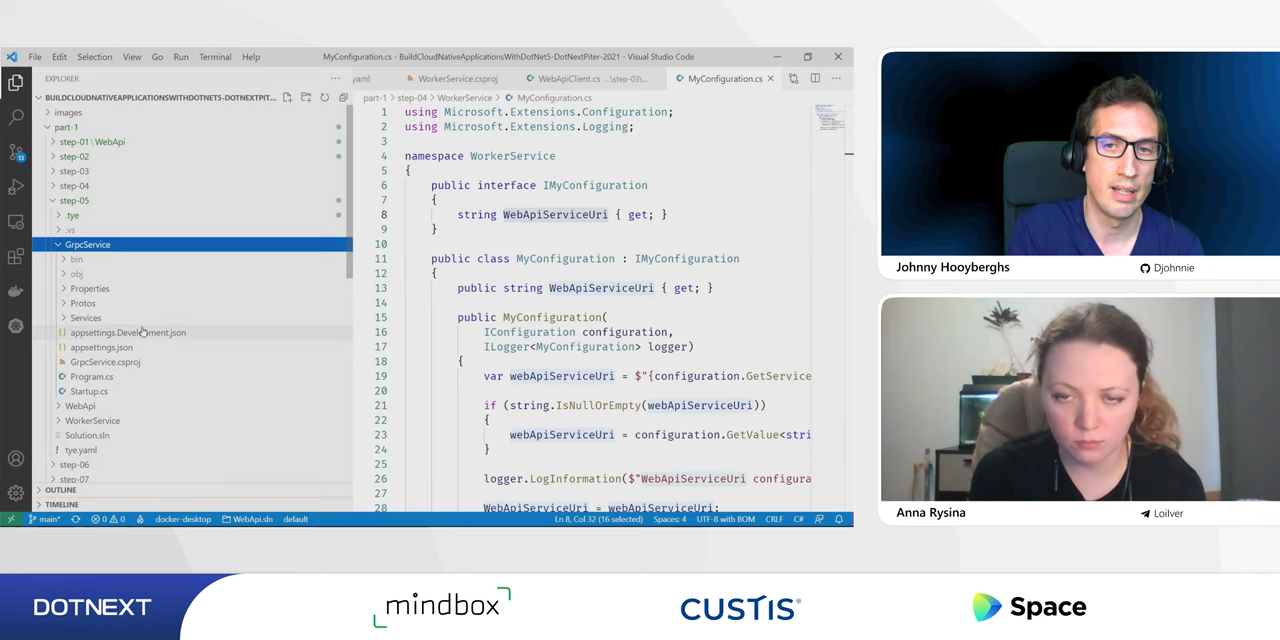 File Edit Selection View Go Run Terminal Help
MyConfiguration.cs - BuildCloudNativeApplicationsWithDotNet5-DotNextPiter-2021 - Visual Studio Code
EXPLORER
BUILDCLOUDNATIVEAPPLICATIONSWITHDOTNET5-DOTNEXTPIT...
images
part-1
step-01\WebApi
step-02
step-03
step-04
step-05
.tye
.vs
GrpcService
bin
obj
Properties
Protos
Services
appsettings.Development.json
appsettings.json
GrpcService.csproj
Program.cs
Startup.cs
WebApi
WorkerService
Solution.sln
tye.yaml
step-06
step-07
OUTLINE
TIMELINE
yaml
WorkerService.csproj
WebApiClient.cs ...\step-03\...
MyConfiguration.cs
part-1 > step-04 > WorkerService > MyConfiguration.cs
1 using Microsoft.Extensions.Configuration;
2 using Microsoft.Extensions.Logging;
3
4 namespace WorkerService
5 {
6 public interface IMyConfiguration
7 {
8 string WebApiServiceUri { get; }
9 }
10
11 public class MyConfiguration : IMyConfiguration
12 {
13 public string WebApiServiceUri { get; }
14
15 public MyConfiguration(
16 IConfiguration configuration,
17 ILogger<MyConfiguration> logger)
18 {
19 var webApiServiceUri = $"{configuration.GetService
20
21 if (string.IsNullOrEmpty(webApiServiceUri))
22 {
23 webApiServiceUri = configuration.GetValue<stri
24 }
25
26 logger.LogInformation($"WebApiServiceUri configura
27
28 WebApiServiceUri = webApiServiceUri;
13
main* 0 0 docker-desktop WebApi.sln default
Ln 8, Col 32 (16 selected) Spaces: 4 UTF-8 with BOM CRLF C#
Johnny Hooyberghs
Djohnnie
Anna Rysina
Loilver
DOTNEXT
mindbox
CUSTIS®
Space